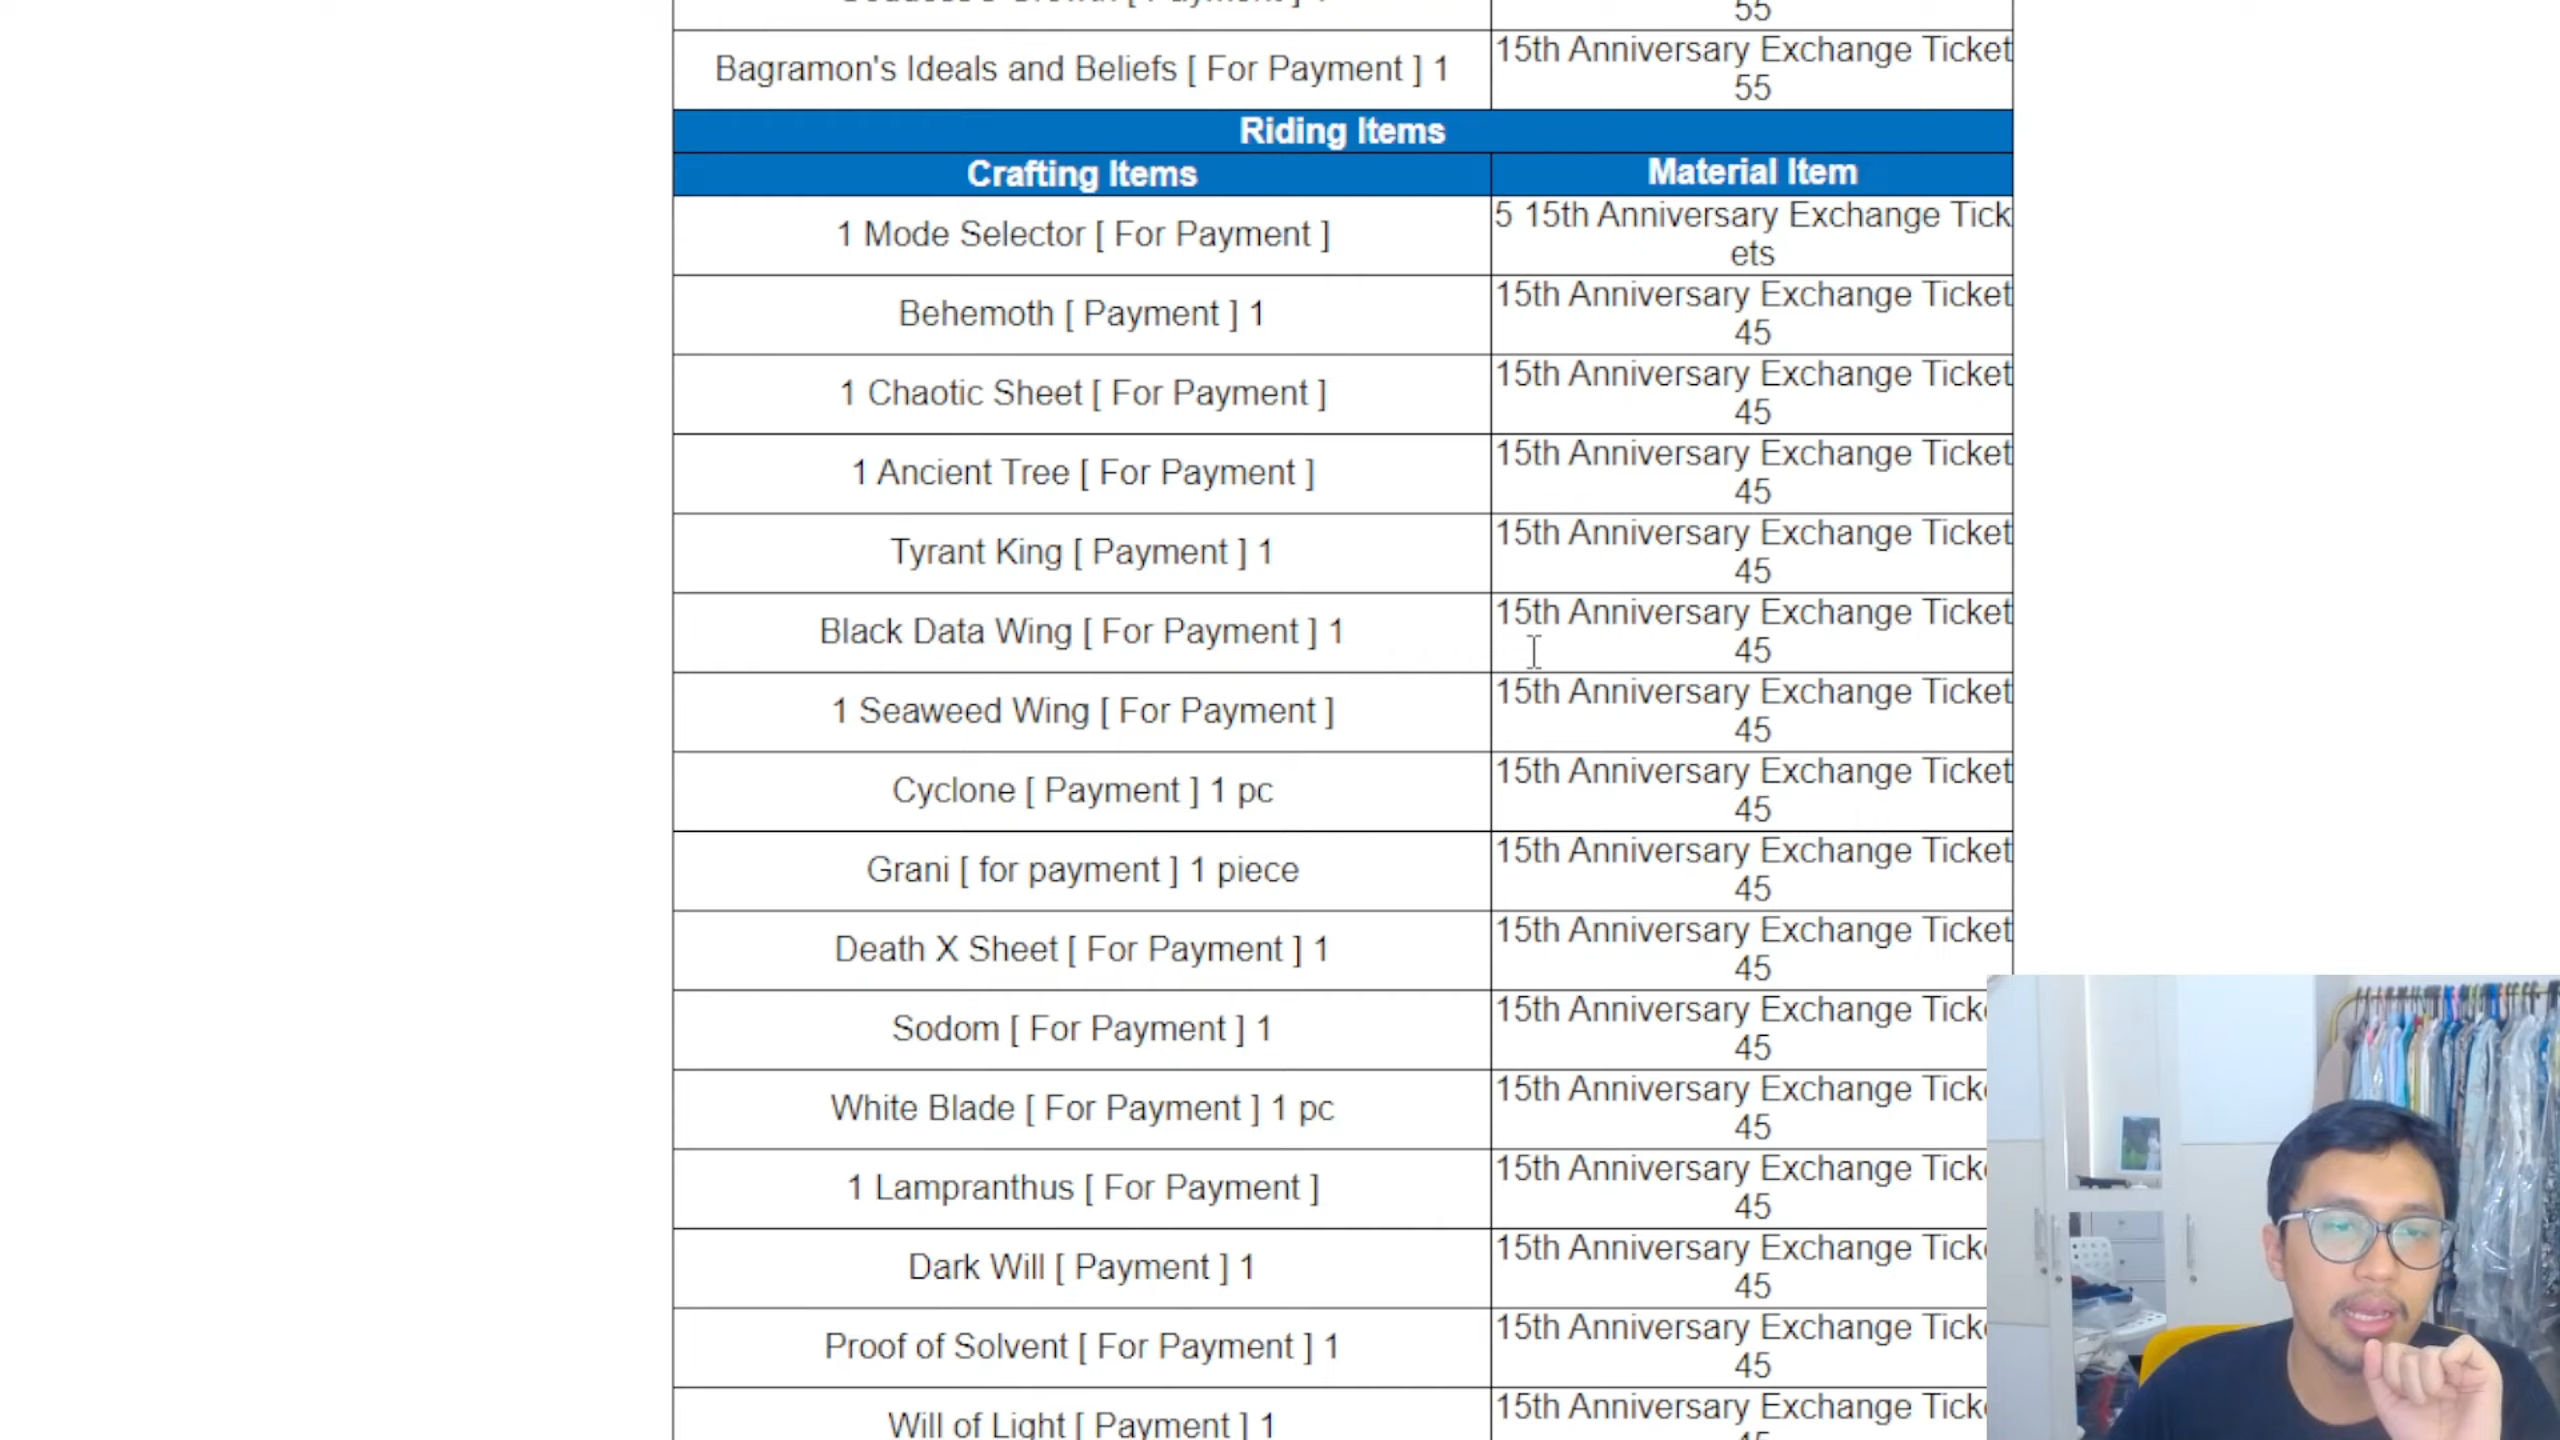 55
Bagramon's Ideals and Beliefs [ For Payment ] 1
15th Anniversary Exchange Ticket
55
Riding Items
Crafting Items
Material Item
1 Mode Selector [ For Payment ]
5 15th Anniversary Exchange Tick
ets
Behemoth [ Payment ] 1
15th Anniversary Exchange Ticket
45
1 Chaotic Sheet [ For Payment ]
15th Anniversary Exchange Ticket
45
1 Ancient Tree [ For Payment ]
15th Anniversary Exchange Ticket
45
Tyrant King [ Payment ] 1
15th Anniversary Exchange Ticket
45
Black Data Wing [ For Payment ] 1
15th Anniversary Exchange Ticket
45
1 Seaweed Wing [ For Payment ]
15th Anniversary Exchange Ticket
45
Cyclone [ Payment ] 1 pc
15th Anniversary Exchange Ticket
45
Grani [ for payment ] 1 piece
15th Anniversary Exchange Ticket
45
Death X Sheet [ For Payment ] 1
15th Anniversary Exchange Ticket
45
Sodom [ For Payment ] 1
15th Anniversary Exchange Tick
45
White Blade [ For Payment ] 1 pc
15th Anniversary Exchange Tick
45
1 Lampranthus [ For Payment ]
15th Anniversary Exchange Tick
45
Dark Will [ Payment ] 1
15th Anniversary Exchange Tick
45
Proof of Solvent [ For Payment ] 1
15th Anniversary Exchange Tick
45
Will of Light [ Payment ] 1
15th Anniversary Exchange Tick
45